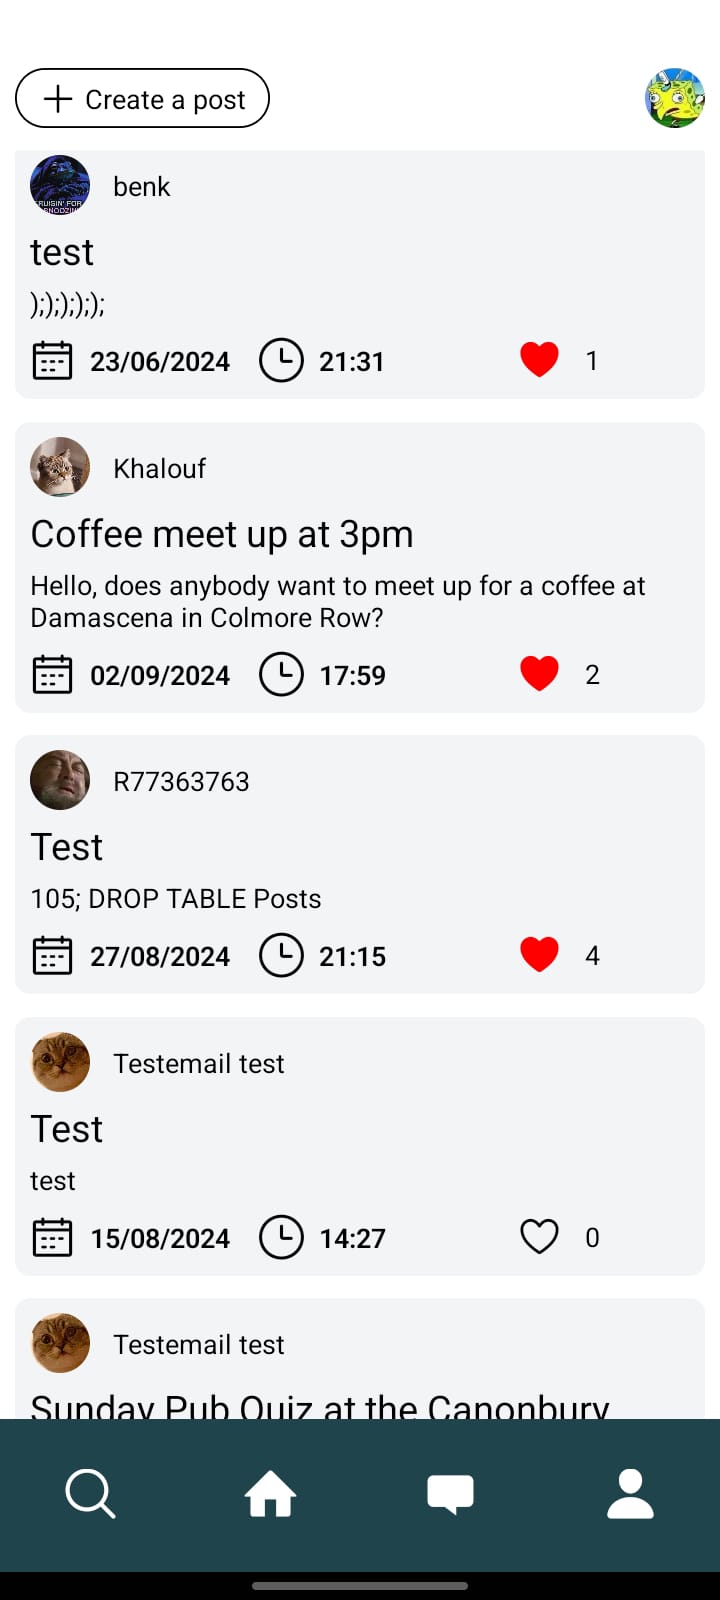 Create a post
RUISIN' FOR
SNOOZIN'
benk
test
);););););
23/06/2024 21:31 1
Khalouf
Coffee meet up at 3pm
Hello, does anybody want to meet up for a coffee at
Damascena in Colmore Row?
02/09/2024 17:59 2
R77363763
Test
105; DROP TABLE Posts
27/08/2024 21:15 4
Testemail test
Test
test
15/08/2024 14:27 0
Testemail test
Sunday Pub Quiz at the Canonbury